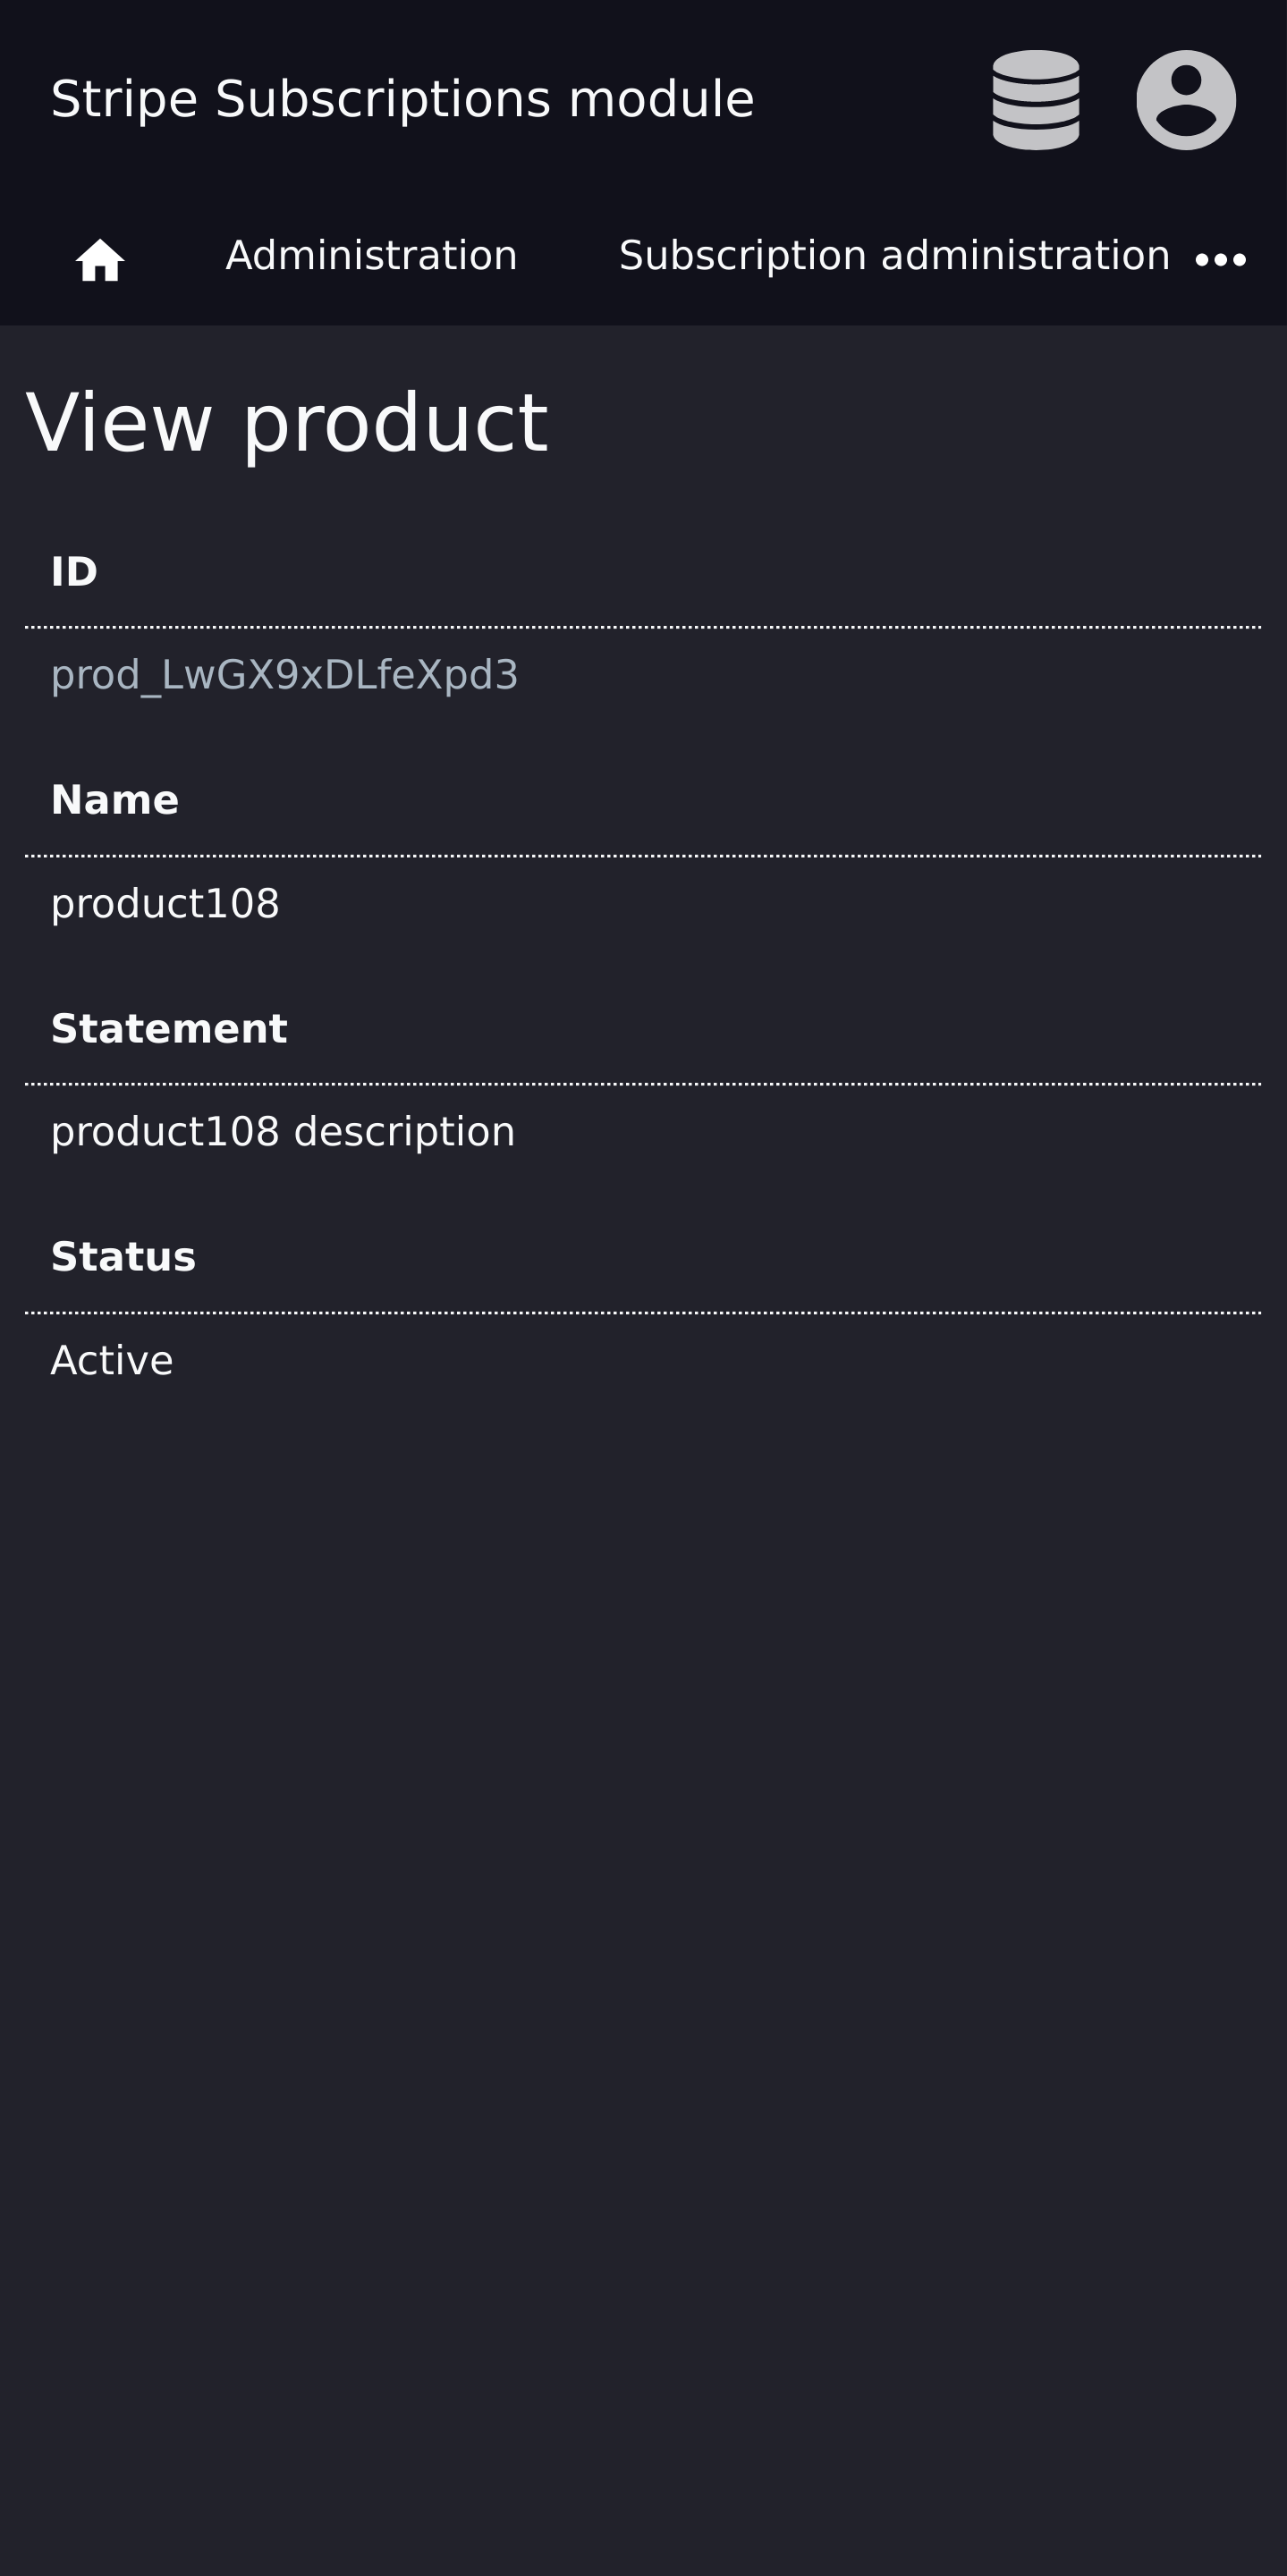 Stripe Subscriptions module
Administration Subscription administration
View product
ID
prod_LwGX9xDLfeXpd3
Name
product108
Statement
product108 description
Status
Active